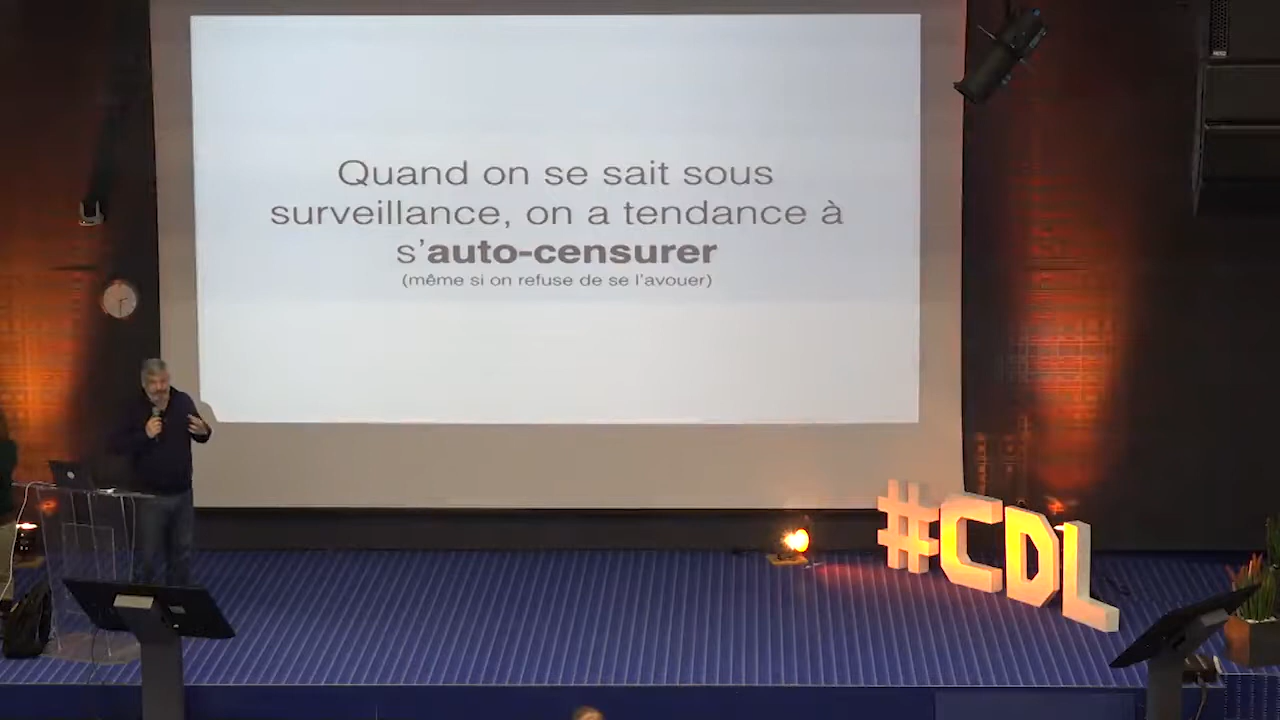 Quand on se sait sous
surveillance, on a tendance à
s'auto-censurer
(même si on refuse de se l'avouer)
#CDL